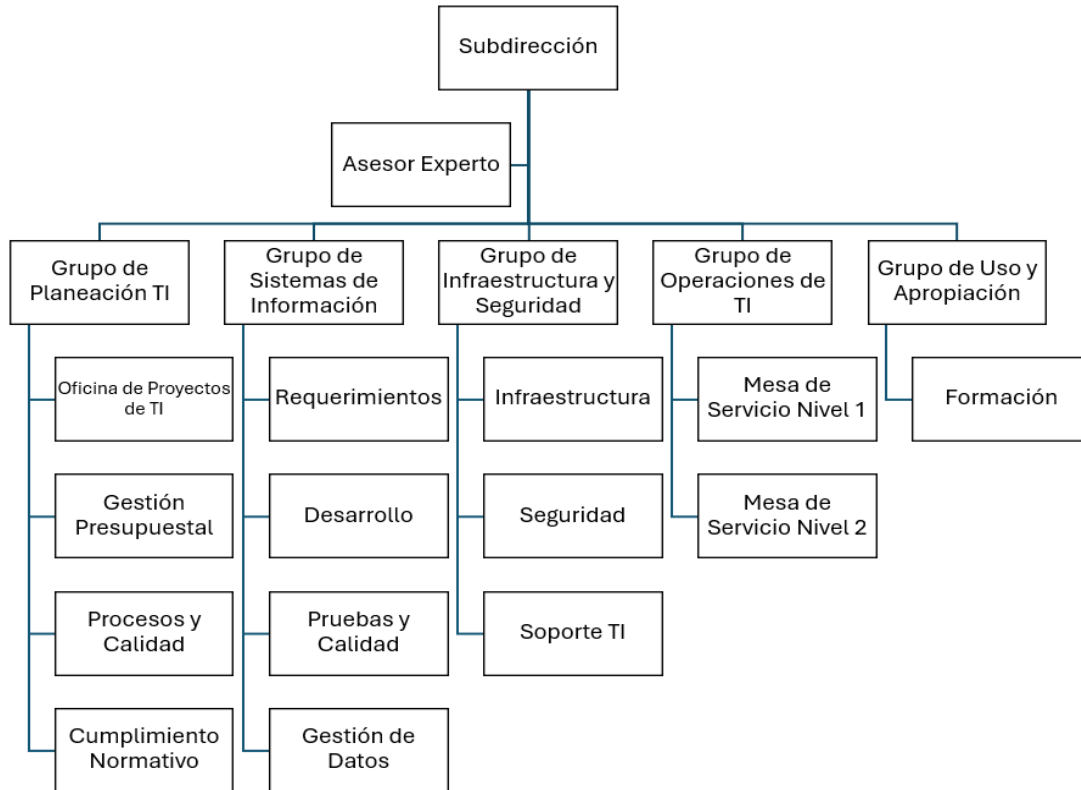 Subdirección
Asesor Experto
Grupo de
Planeación TI
Grupo de
Sistemas de
Información
Grupo de
Infraestructura y
Seguridad
Grupo de
Operaciones de
TI
Grupo de Uso y
Apropiación
Oficina de Proyectos
de TI
Requerimientos
Infraestructura
Mesa de
Servicio Nivel 1
Formación
Gestión
Presupuestal
Desarrollo
Seguridad
Mesa de
Servicio Nivel 2
Procesos y
Calidad
Pruebas y
Calidad
Soporte TI
Cumplimiento
Normativo
Gestión de
Datos